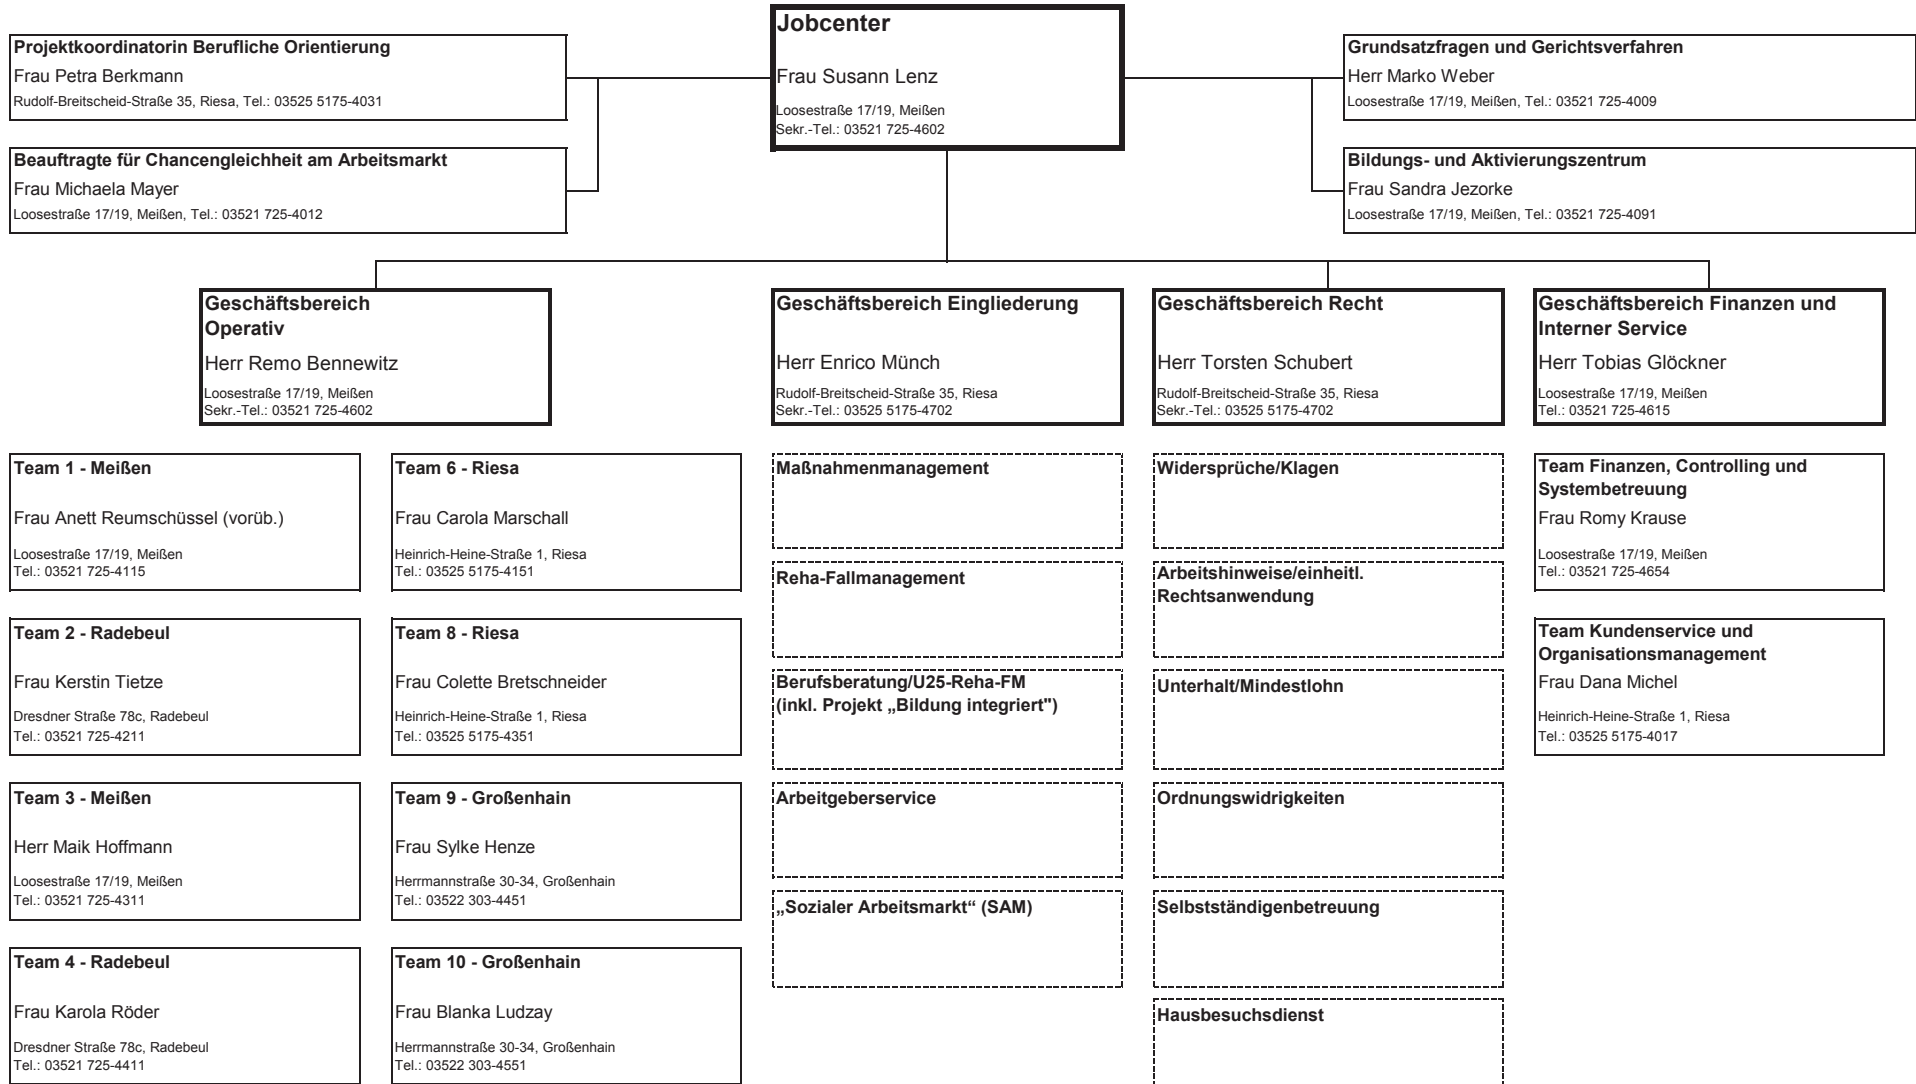 Jobcenter
Frau Susann Lenz
Loosestraße 17/19, Meißen
Sekr.-Tel.: 03521 725-4602
Projektkoordinatorin Berufliche Orientierung
Frau Petra Berkmann
Rudolf-Breitscheid-Straße 35, Riesa, Tel.: 03525 5175-4031
Beauftragte für Chancengleichheit am Arbeitsmarkt
Frau Michaela Mayer
Loosestraße 17/19, Meißen, Tel.: 03521 725-4012
Grundsatzfragen und Gerichtsverfahren
Herr Marko Weber
Loosestraße 17/19, Meißen, Tel.: 03521 725-4009
Bildungs- und Aktivierungszentrum
Frau Sandra Jezorke
Loosestraße 17/19, Meißen, Tel.: 03521 725-4091
Geschäftsbereich
Operativ
Herr Remo Bennewitz
Loosestraße 17/19, Meißen
Sekr.-Tel.: 03521 725-4602
Geschäftsbereich Eingliederung
Herr Enrico Münch
Rudolf-Breitscheid-Straße 35, Riesa
Sekr.-Tel.: 03525 5175-4702
Geschäftsbereich Recht
Herr Torsten Schubert
Rudolf-Breitscheid-Straße 35, Riesa
Sekr.-Tel.: 03525 5175-4702
Geschäftsbereich Finanzen und
Interner Service
Herr Tobias Glöckner
Loosestraße 17/19, Meißen
Tel.: 03521 725-4615
Team 1 - Meißen
Frau Anett Reumschüssel (vorüb.)
Loosestraße 17/19, Meißen
Tel.: 03521 725-4115
Team 2 - Radebeul
Frau Kerstin Tietze
Dresdner Straße 78c, Radebeul
Tel.: 03521 725-4211
Team 3 - Meißen
Herr Maik Hoffmann
Loosestraße 17/19, Meißen
Tel.: 03521 725-4311
Team 4 - Radebeul
Frau Karola Röder
Dresdner Straße 78c, Radebeul
Tel.: 03521 725-4411
Team 6 - Riesa
Frau Carola Marschall
Heinrich-Heine-Straße 1, Riesa
Tel.: 03525 5175-4151
Team 8 - Riesa
Frau Colette Bretschneider
Heinrich-Heine-Straße 1, Riesa
Tel.: 03525 5175-4351
Team 9 - Großenhain
Frau Sylke Henze
Herrmannstraße 30-34, Großenhain
Tel.: 03522 303-4451
Team 10 - Großenhain
Frau Blanka Ludzay
Herrmannstraße 30-34, Großenhain
Tel.: 03522 303-4551
Maßnahmenmanagement
Reha-Fallmanagement
Berufsberatung/U25-Reha-FM
(inkl. Projekt „Bildung integriert")
Arbeitgeberservice
„Sozialer Arbeitsmarkt“ (SAM)
Widersprüche/Klagen
Arbeitshinweise/einheitl.
Rechtsanwendung
Unterhalt/Mindestlohn
Ordnungswidrigkeiten
Selbstständigenbetreuung
Hausbesuchsdienst
Team Finanzen, Controlling und
Systembetreuung
Frau Romy Krause
Loosestraße 17/19, Meißen
Tel.: 03521 725-4654
Team Kundenservice und
Organisationsmanagement
Frau Dana Michel
Heinrich-Heine-Straße 1, Riesa
Tel.: 03525 5175-4017